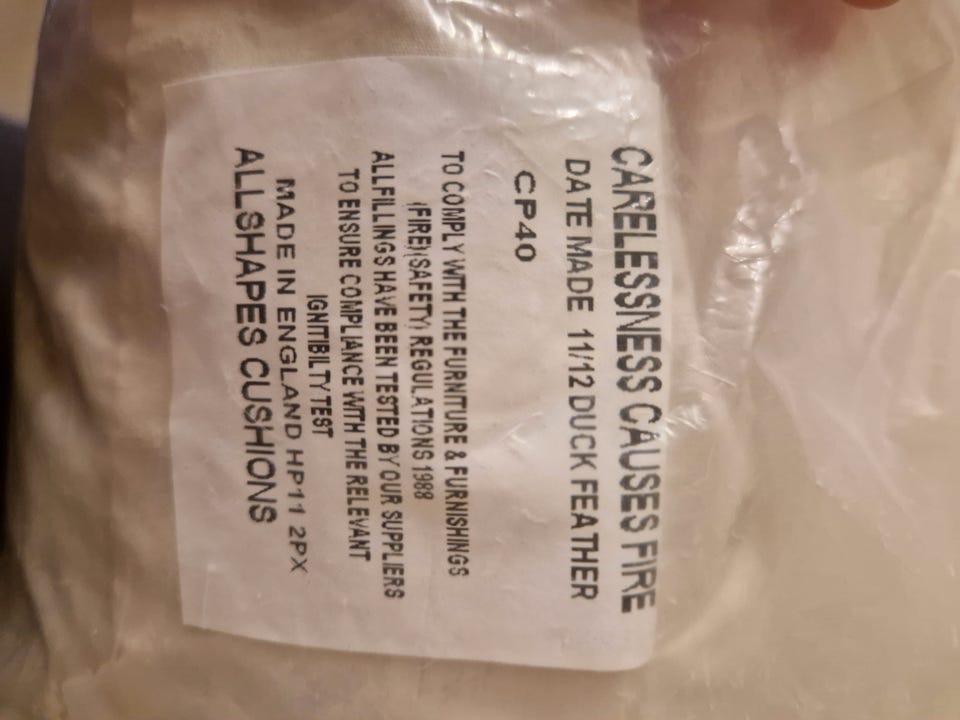 CARELESSNESS CAUSES FIRE
DATE MADE 11/12 DUCK FEATHER
CP40
TO COMPLY WITH THE FURNITURE & FURNISHINGS
(FIRE)(SAFETY) REGULATIONS 1988
ALL FILLINGS HAVE BEEN TESTED BY OUR SUPPLIERS
TO ENSURE COMPLIANCE WITH THE RELEVANT
IGNITIBILTY TEST
MADE IN ENGLAND HP11 2PX
ALLSHAPES CUSHIONS